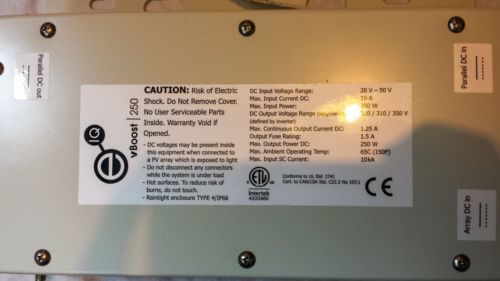 Parallel DC out
eIQ
vBoost | 250
CAUTION: Risk of Electric
Shock. Do Not Remove Cover.
No User Serviceable Parts
Inside. Warranty Void if
Opened.
- DC voltages may be present inside
this equipment when connected to
a PV array which is exposed to light
- Do not disconnect any connectors
while the system is under load
- Hot surfaces. To reduce risk of
burns, do not touch.
- Raintight enclosure TYPE 4/IP66
DC Input Voltage Range: 20 V - 50 V
Max. Input Current DC: 10 A
Max. Input Power: 350 W
DC Output Voltage Range / 310 / 350 V
(defined by inverter)
Max. Continuous Output Current DC: 1.25 A
Output Fuse Rating: 1.5 A
Max. Output Power DC: 250 W
Max. Ambient Operating Temp: 65C (150F)
Max. Input SC Current: 10kA
ETL
Intertek
Conforms to UL Std. 1741
Cert. to CAN/CSA Std. C22.2 No 107.1
CE
Parallel DC in
Array DC in